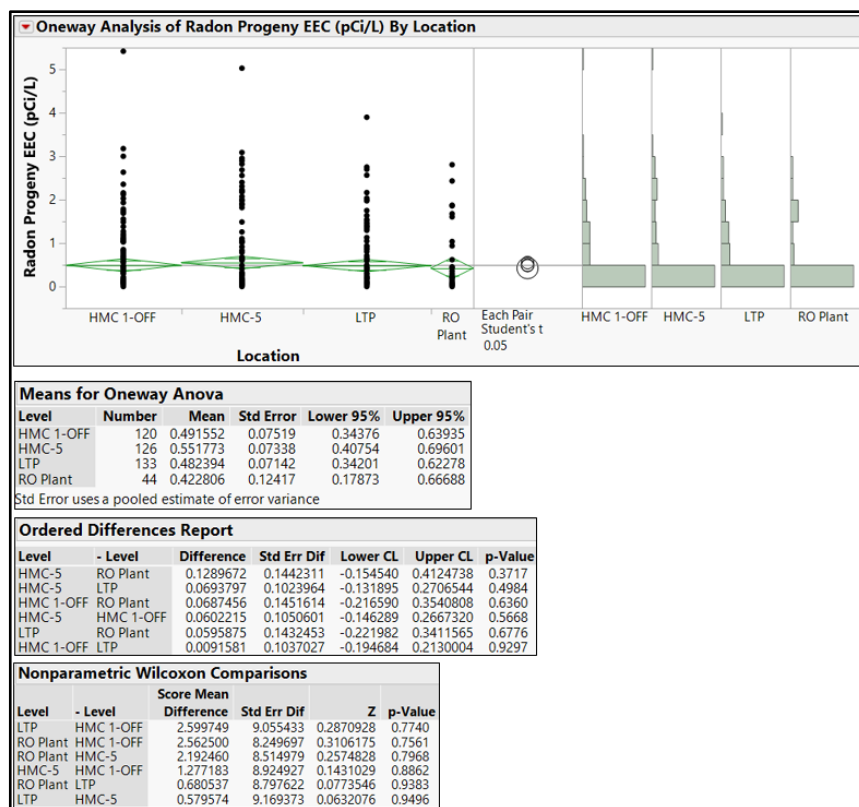 Oneway Analysis of Radon Progeny EEC (pCi/L) By Location
Radon Progeny EEC (pCi/L)
5
4
3
2
1
0
HMC 1-OFF HMC-5 LTP RO Plant Each Pair Student's t 0.05 HMC 1-OFF HMC-5 LTP RO Plant
Location
Means for Oneway Anova
Level Number Mean Std Error Lower 95% Upper 95%
HMC 1-OFF 120 0.491552 0.07519 0.34376 0.63935
HMC-5 126 0.551773 0.07338 0.40754 0.69601
LTP 133 0.482394 0.07142 0.34201 0.62278
RO Plant 44 0.422806 0.12417 0.17873 0.66688
Std Error uses a pooled estimate of error variance
Ordered Differences Report
Level - Level Difference Std Err Dif Lower CL Upper CL p-Value
HMC-5 RO Plant 0.1289672 0.1442311 -0.154540 0.4124738 0.3717
HMC-5 LTP 0.0693797 0.1023964 -0.131895 0.2706544 0.4984
HMC 1-OFF RO Plant 0.0687456 0.1451614 -0.216590 0.3540808 0.6360
HMC-5 HMC 1-OFF 0.0602215 0.1050601 -0.146289 0.2667320 0.5668
LTP RO Plant 0.0595875 0.1432453 -0.221982 0.3411565 0.6776
HMC 1-OFF LTP 0.0091581 0.1037027 -0.194684 0.2130004 0.9297
Nonparametric Wilcoxon Comparisons
Score Mean
Level - Level Difference Std Err Dif Z p-Value
LTP HMC 1-OFF 2.599749 9.055433 0.2870928 0.7740
RO Plant HMC 1-OFF 2.562500 8.249697 0.3106175 0.7561
RO Plant HMC-5 2.192460 8.514979 0.2574828 0.7968
HMC-5 HMC 1-OFF 1.277183 8.924927 0.1431029 0.8862
RO Plant LTP 0.680537 8.797622 0.0773546 0.9383
LTP HMC-5 0.579574 9.169373 0.0632076 0.9496